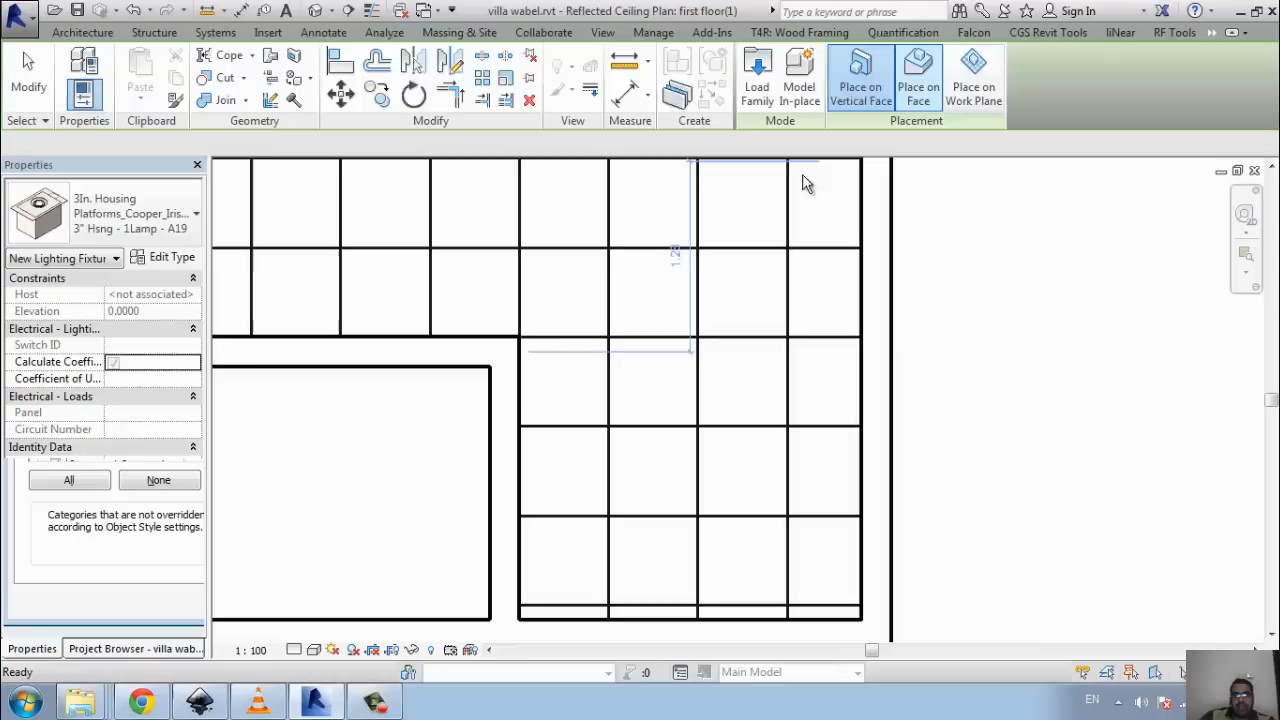 villa wabel.rvt - Reflected Ceiling Plan: first floor(1)
Type a keyword or phrase
Sign In
Architecture Structure Systems Insert Annotate Analyze Massing & Site Collaborate View Manage Add-Ins T4R: Wood Framing Quantification Falcon CGS Revit Tools liNear RF Tools
Modify
Paste
Cope
Cut
Join
Load Family
Model In-place
Place on Vertical Face
Place on Face
Place on Work Plane
Select Properties Clipboard Geometry Modify View Measure Create Mode Placement
Properties
3In. Housing
Platforms_Cooper_Iris...
3" Hsng - 1Lamp - A19
New Lighting Fixtur
Edit Type
Constraints
Host <not associated>
Elevation 0.0000
Electrical - Lighti...
Switch ID
Calculate Coeffi...
Coefficient of U...
Electrical - Loads
Panel
Circuit Number
Identity Data
All None
Categories that are not overridden
according to Object Style settings.
Properties Project Browser - villa wab...
1 : 100
Ready
:0
Main Model
EN